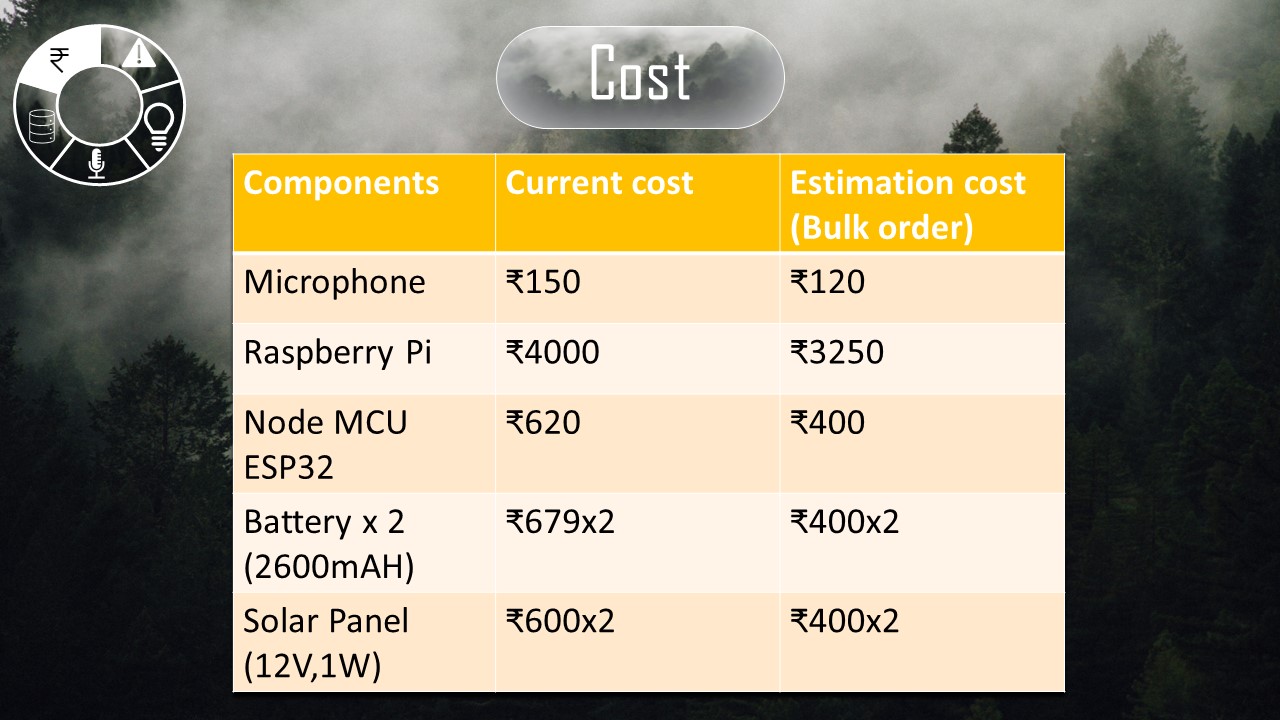 ₹
Cost
Components Current cost Estimation cost
(Bulk order)
Microphone ₹150 ₹120
Raspberry Pi ₹4000 ₹3250
Node MCU ₹620 ₹400
ESP32
Battery x 2 ₹679x2 ₹400x2
(2600mAH)
Solar Panel ₹600x2 ₹400x2
(12V,1W)